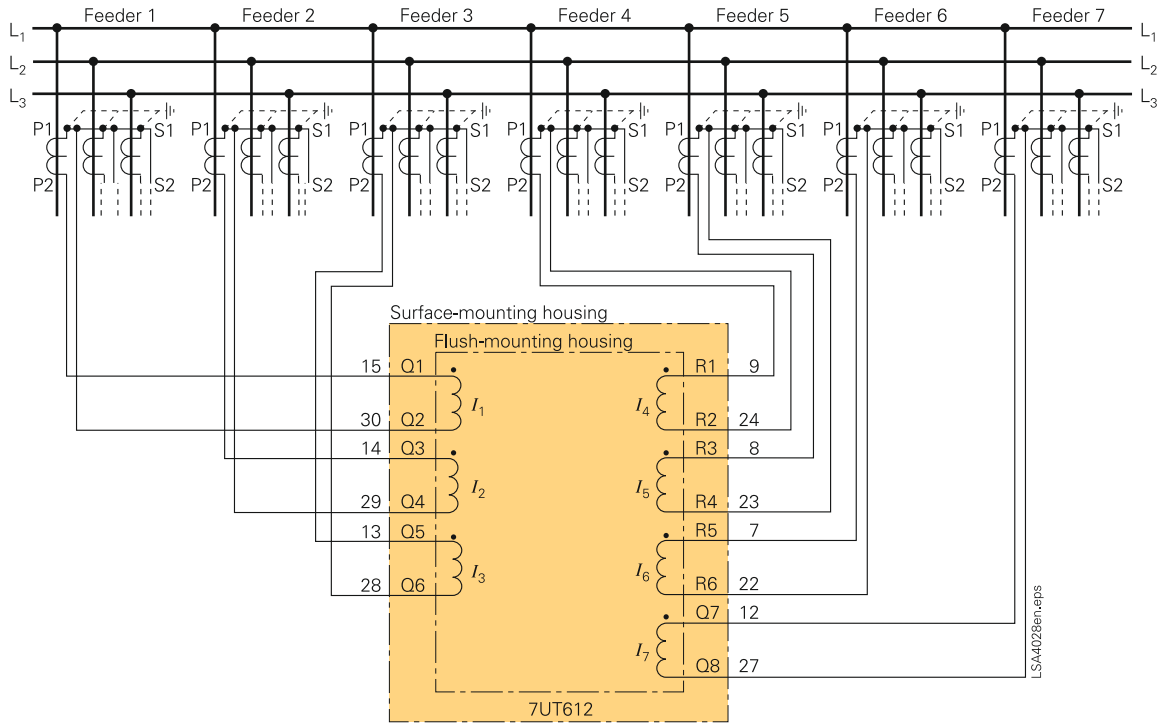 Feeder 1 Feeder 2 Feeder 3 Feeder 4 Feeder 5 Feeder 6 Feeder 7
L1 L1
L2 L2
L3 L3
P1 S1 P1 S1 P1 S1 P1 S1 P1 S1 P1 S1 P1 S1
P2 S2 P2 S2 P2 S2 P2 S2 P2 S2 P2 S2 P2 S2
Surface-mounting housing
Flush-mounting housing
15 Q1 R1 9
I1 I4
30 Q2 R2 24
14 Q3 R3 8
I2 I5
29 Q4 R4 23
13 Q5 R5 7
I3 I6
28 Q6 R6 22
Q7 12
I7
Q8 27
7UT612
LSA4028en.eps